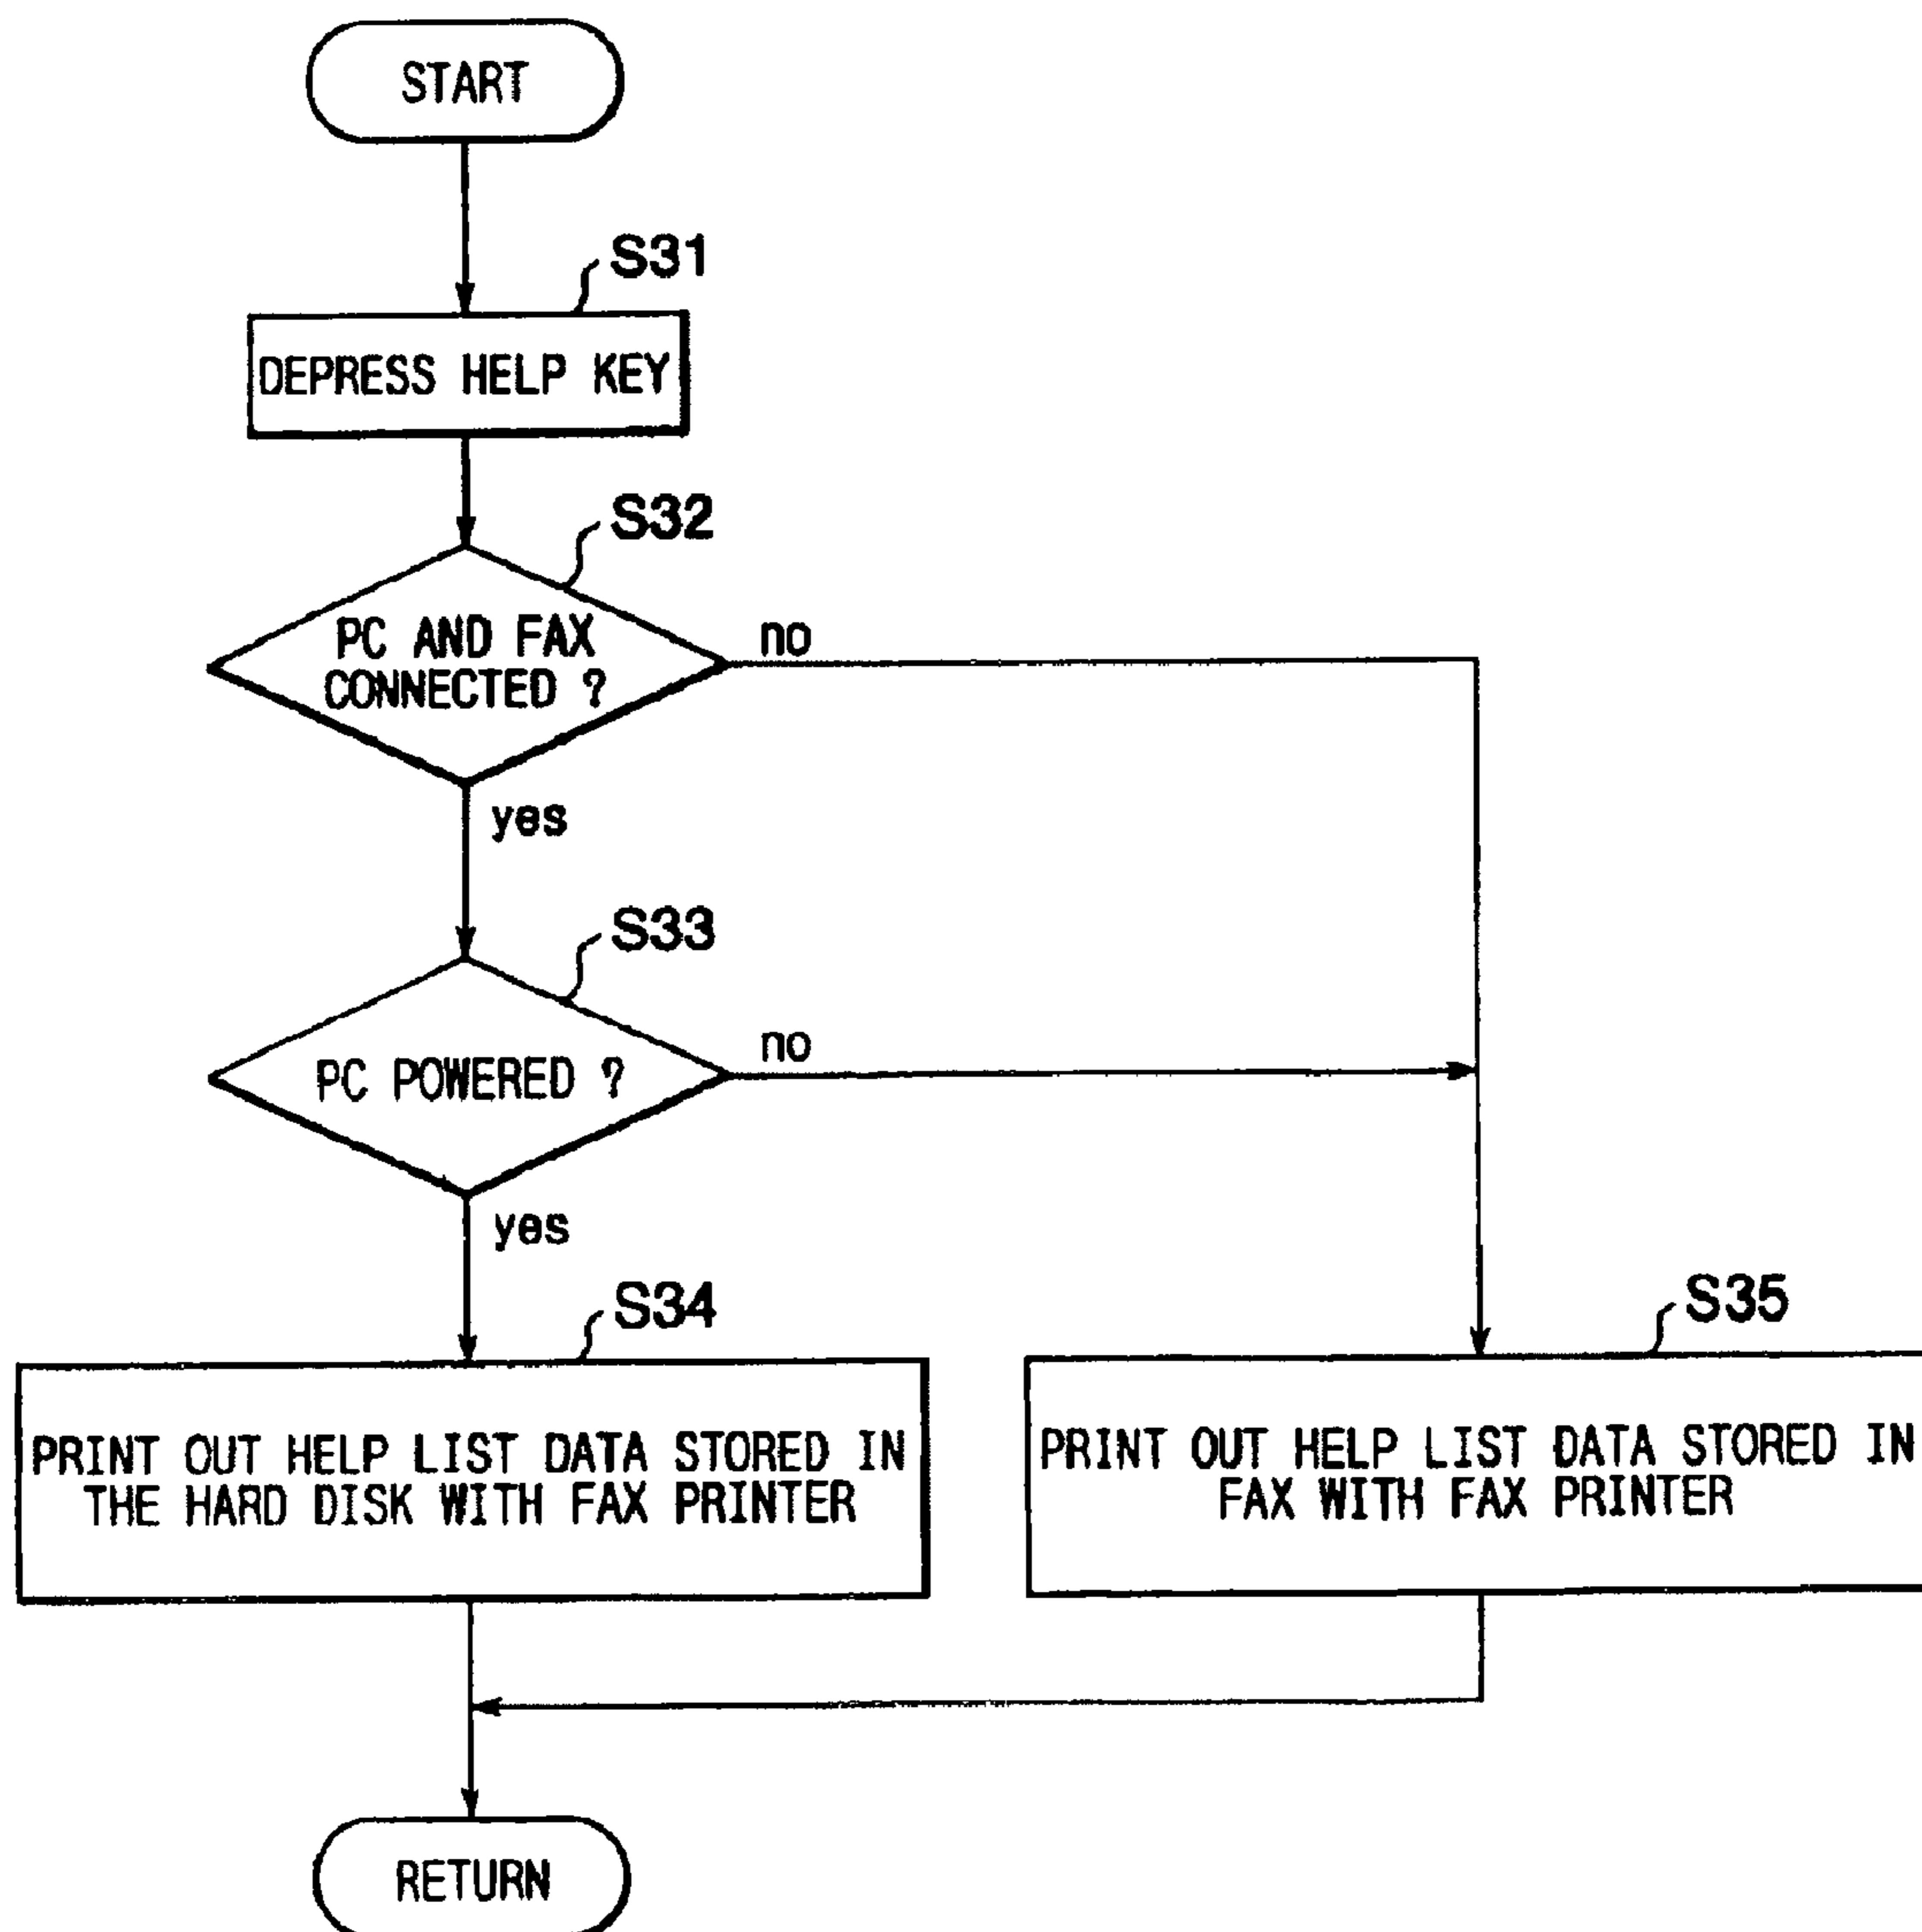 START
S31
DEPRESS HELP KEY
S32
PC AND FAX
CONNECTED ?
no
yes
S33
PC POWERED ?
no
yes
S34
PRINT OUT HELP LIST DATA STORED IN
THE HARD DISK WITH FAX PRINTER
S35
PRINT OUT HELP LIST DATA STORED IN
FAX WITH FAX PRINTER
RETURN